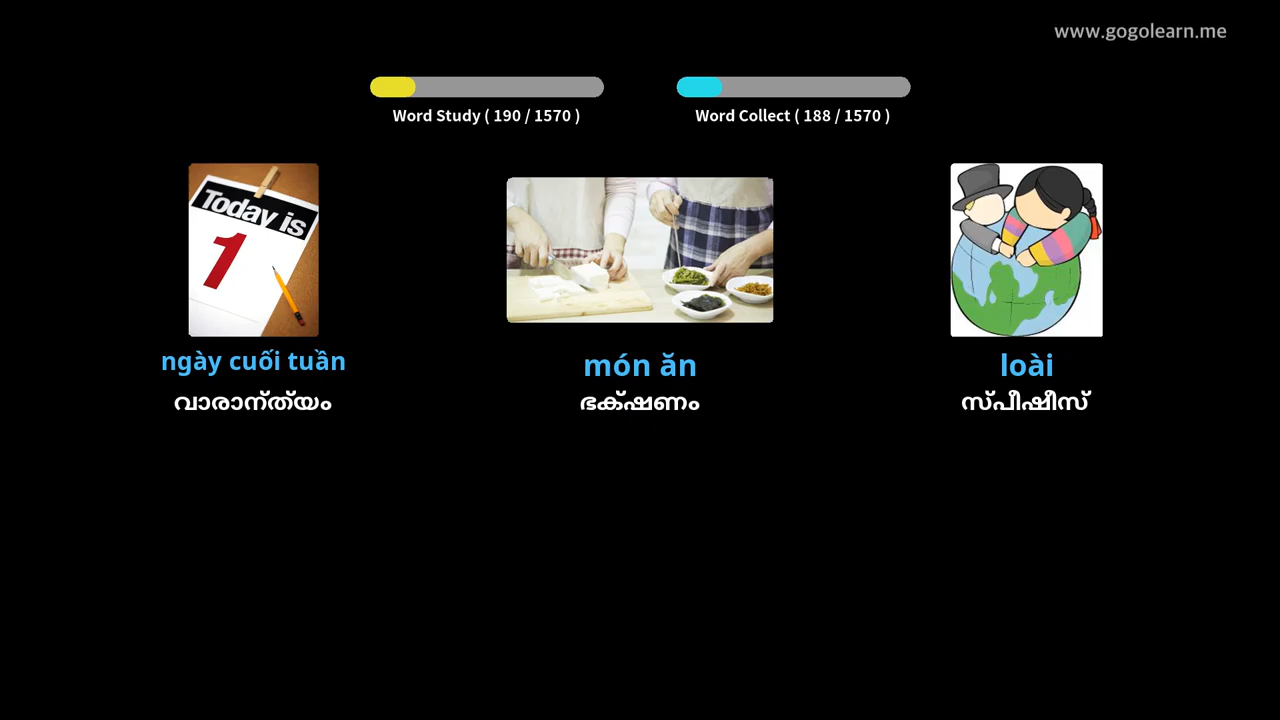 www.gogolearn.me
Word Study ( 190 / 1570 )
Word Collect ( 188 / 1570 )
Today is
1
ngày cuối tuần
món ăn
loài
വാരാന്ത്യം
ഭക്ഷണം
സ്പീഷീസ്